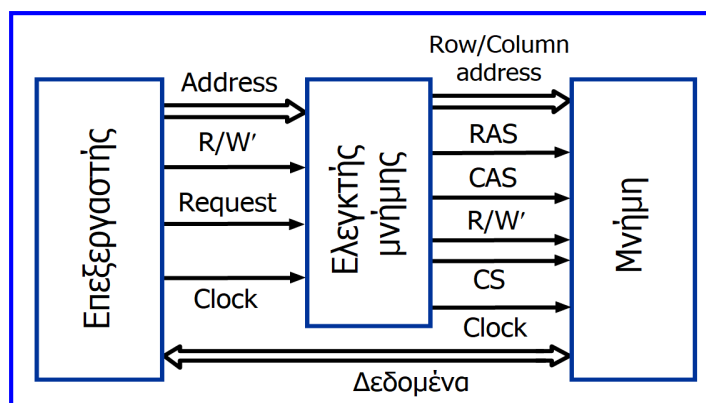 Επεξεργαστής
Address
R/W′
Request
Clock
Ελεγκτής
μνήμης
Row/Column
address
RAS
CAS
R/W′
CS
Clock
Μνήμη
Δεδομένα